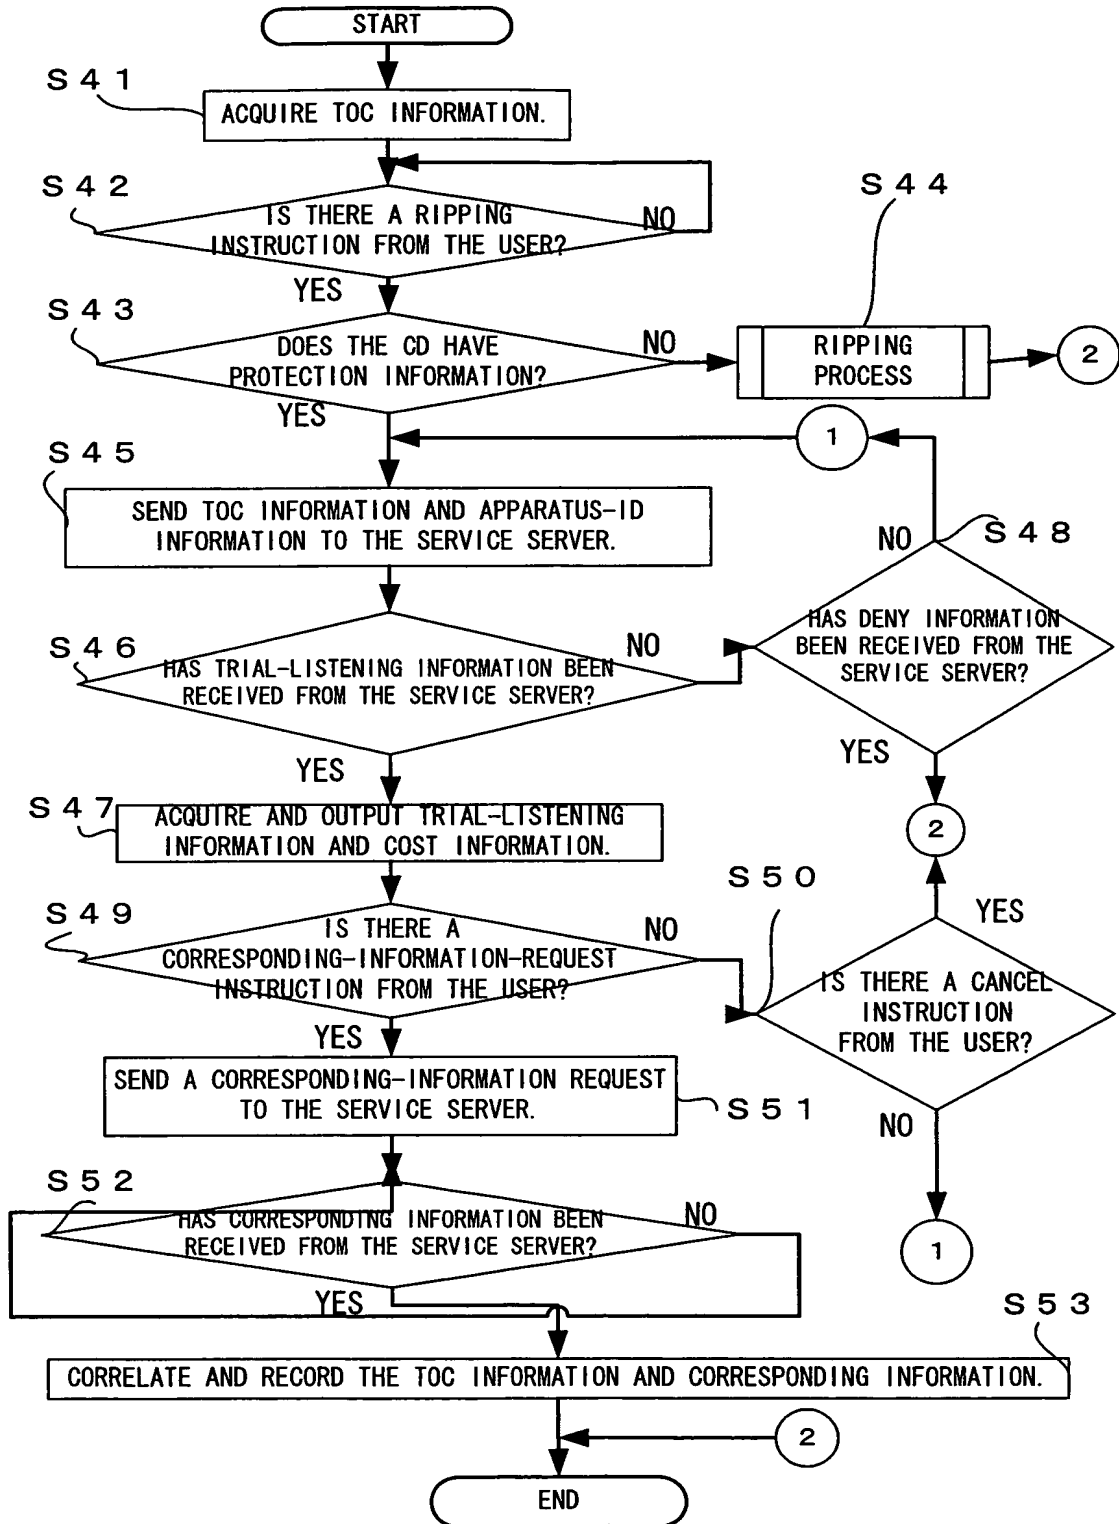 START
S41
ACQUIRE TOC INFORMATION.
S42
IS THERE A RIPPING
INSTRUCTION FROM THE USER?
NO
YES
S43
DOES THE CD HAVE
PROTECTION INFORMATION?
NO
YES
S44
RIPPING
PROCESS
2
1
S45
SEND TOC INFORMATION AND APPARATUS-ID
INFORMATION TO THE SERVICE SERVER.
S46
HAS TRIAL-LISTENING INFORMATION BEEN
RECEIVED FROM THE SERVICE SERVER?
NO
YES
S48
NO
HAS DENY INFORMATION
BEEN RECEIVED FROM THE
SERVICE SERVER?
YES
2
S47
ACQUIRE AND OUTPUT TRIAL-LISTENING
INFORMATION AND COST INFORMATION.
S49
IS THERE A
CORRESPONDING-INFORMATION-REQUEST
INSTRUCTION FROM THE USER?
NO
YES
S50
YES
IS THERE A CANCEL
INSTRUCTION
FROM THE USER?
NO
1
SEND A CORRESPONDING-INFORMATION REQUEST
TO THE SERVICE SERVER.
S51
S52
HAS CORRESPONDING INFORMATION BEEN
RECEIVED FROM THE SERVICE SERVER?
NO
YES
S53
CORRELATE AND RECORD THE TOC INFORMATION AND CORRESPONDING INFORMATION.
2
END